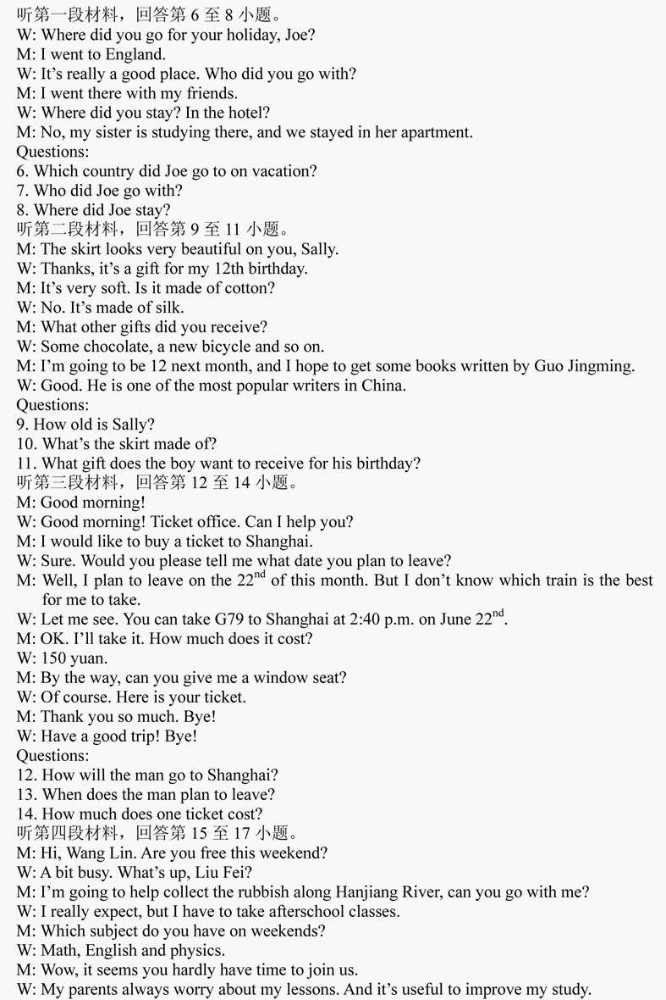 听第一段材料，回答第 6 至 8 小题。
W: Where did you go for your holiday, Joe?
M: I went to England.
W: It’s really a good place. Who did you go with?
M: I went there with my friends.
W: Where did you stay? In the hotel?
M: No, my sister is studying there, and we stayed in her apartment.
Questions:
6. Which country did Joe go to on vacation?
7. Who did Joe go with?
8. Where did Joe stay?
听第二段材料，回答第 9 至 11 小题。
M: The skirt looks very beautiful on you, Sally.
W: Thanks, it’s a gift for my 12th birthday.
M: It’s very soft. Is it made of cotton?
W: No. It’s made of silk.
M: What other gifts did you receive?
W: Some chocolate, a new bicycle and so on.
M: I’m going to be 12 next month, and I hope to get some books written by Guo Jingming.
W: Good. He is one of the most popular writers in China.
Questions:
9. How old is Sally?
10. What’s the skirt made of?
11. What gift does the boy want to receive for his birthday?
听第三段材料，回答第 12 至 14 小题。
M: Good morning!
W: Good morning! Ticket office. Can I help you?
M: I would like to buy a ticket to Shanghai.
W: Sure. Would you please tell me what date you plan to leave?
M: Well, I plan to leave on the 22nd of this month. But I don’t know which train is the best
for me to take.
W: Let me see. You can take G79 to Shanghai at 2:40 p.m. on June 22nd.
M: OK. I’ll take it. How much does it cost?
W: 150 yuan.
M: By the way, can you give me a window seat?
W: Of course. Here is your ticket.
M: Thank you so much. Bye!
W: Have a good trip! Bye!
Questions:
12. How will the man go to Shanghai?
13. When does the man plan to leave?
14. How much does one ticket cost?
听第四段材料，回答第 15 至 17 小题。
M: Hi, Wang Lin. Are you free this weekend?
W: A bit busy. What’s up, Liu Fei?
M: I’m going to help collect the rubbish along Hanjiang River, can you go with me?
W: I really expect, but I have to take afterschool classes.
M: Which subject do you have on weekends?
W: Math, English and physics.
M: Wow, it seems you hardly have time to join us.
W: My parents always worry about my lessons. And it’s useful to improve my study.